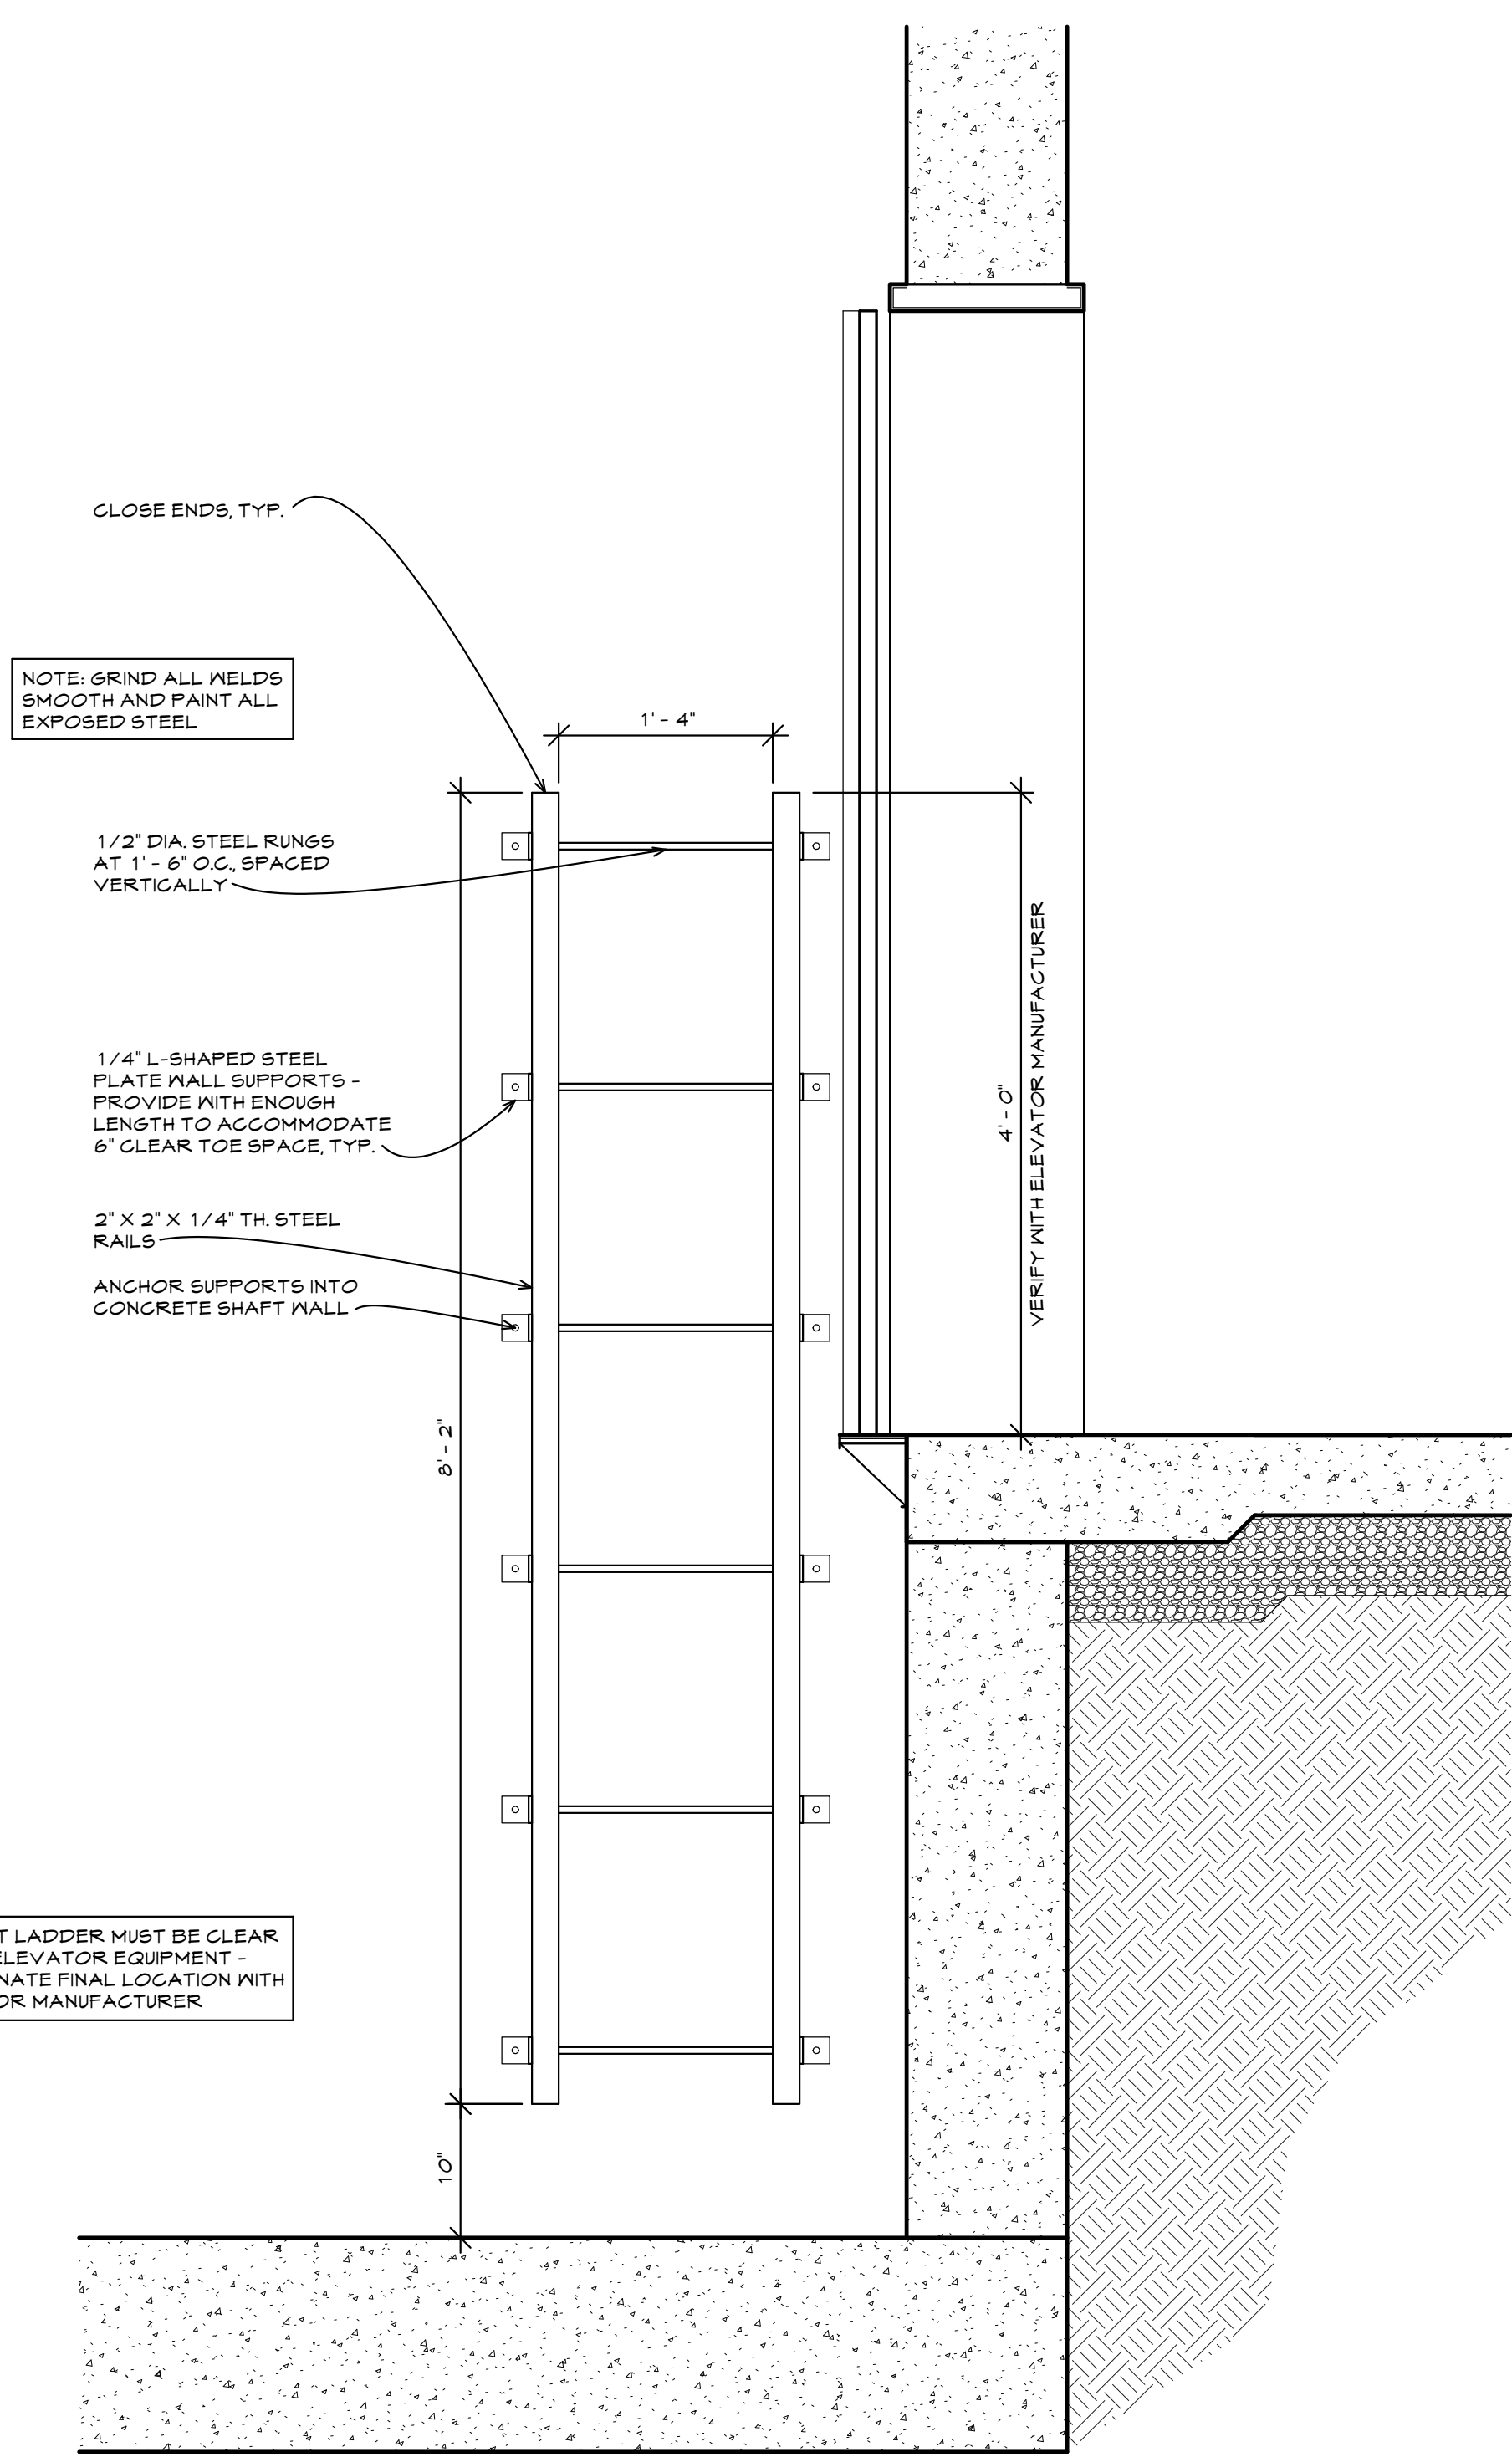 CLOSE ENDS, TYP.
NOTE: GRIND ALL WELDS
SMOOTH AND PAINT ALL
EXPOSED STEEL
1' - 4"
1/2" DIA. STEEL RUNGS
AT 1' - 6" O.C., SPACED
VERTICALLY
1/4" L-SHAPED STEEL
PLATE WALL SUPPORTS -
PROVIDE WITH ENOUGH
LENGTH TO ACCOMMODATE
6" CLEAR TOE SPACE, TYP.
2" X 2" X 1/4" TH. STEEL
RAILS
ANCHOR SUPPORTS INTO
CONCRETE SHAFT WALL
8' - 2"
4' - 0"
VERIFY WITH ELEVATOR MANUFACTURER
LADDER MUST BE CLEAR
ELEVATOR EQUIPMENT -
FINAL LOCATION WITH
MANUFACTURER
10"